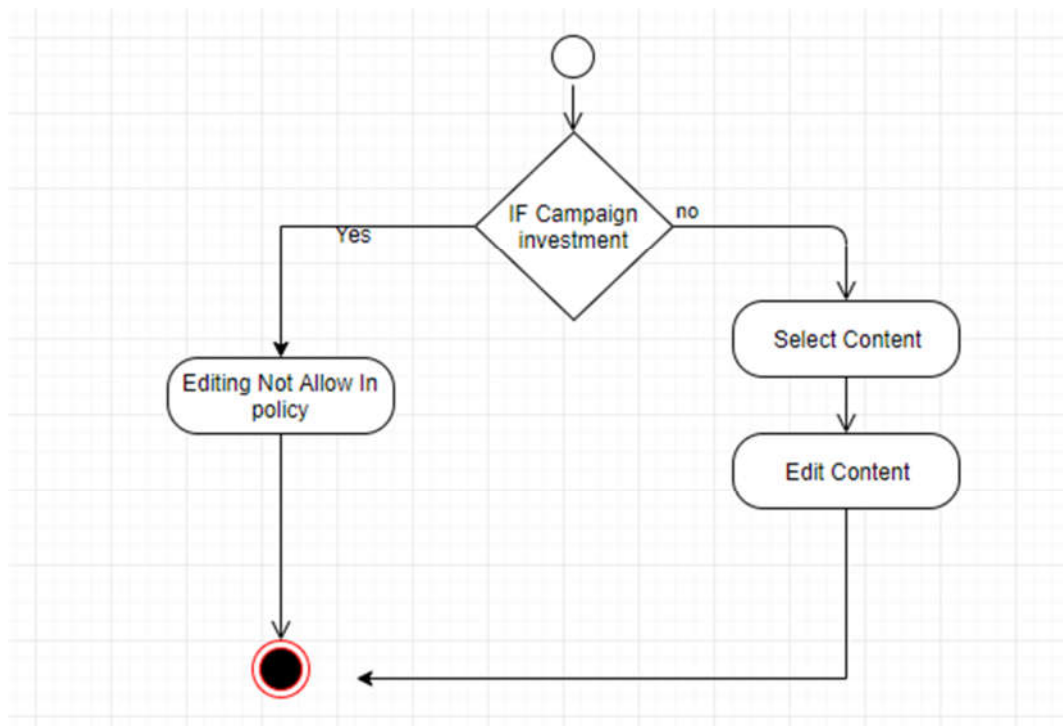 IF Campaign
investment
no
Yes
Select Content
Editing Not Allow In
policy
Edit Content